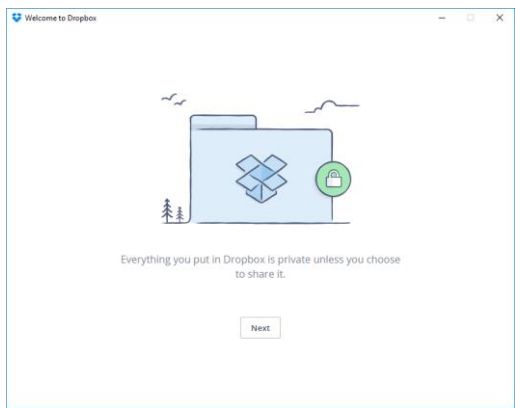 Welcome to Dropbox
Everything you put in Dropbox is private unless you choose
to share it.
Next